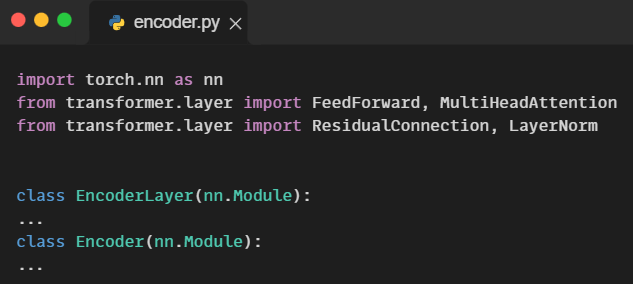 encoder.py
import torch.nn as nn
from transformer.layer import FeedForward, MultiHeadAttention
from transformer.layer import ResidualConnection, LayerNorm
class EncoderLayer(nn.Module):
...
class Encoder(nn.Module):
...